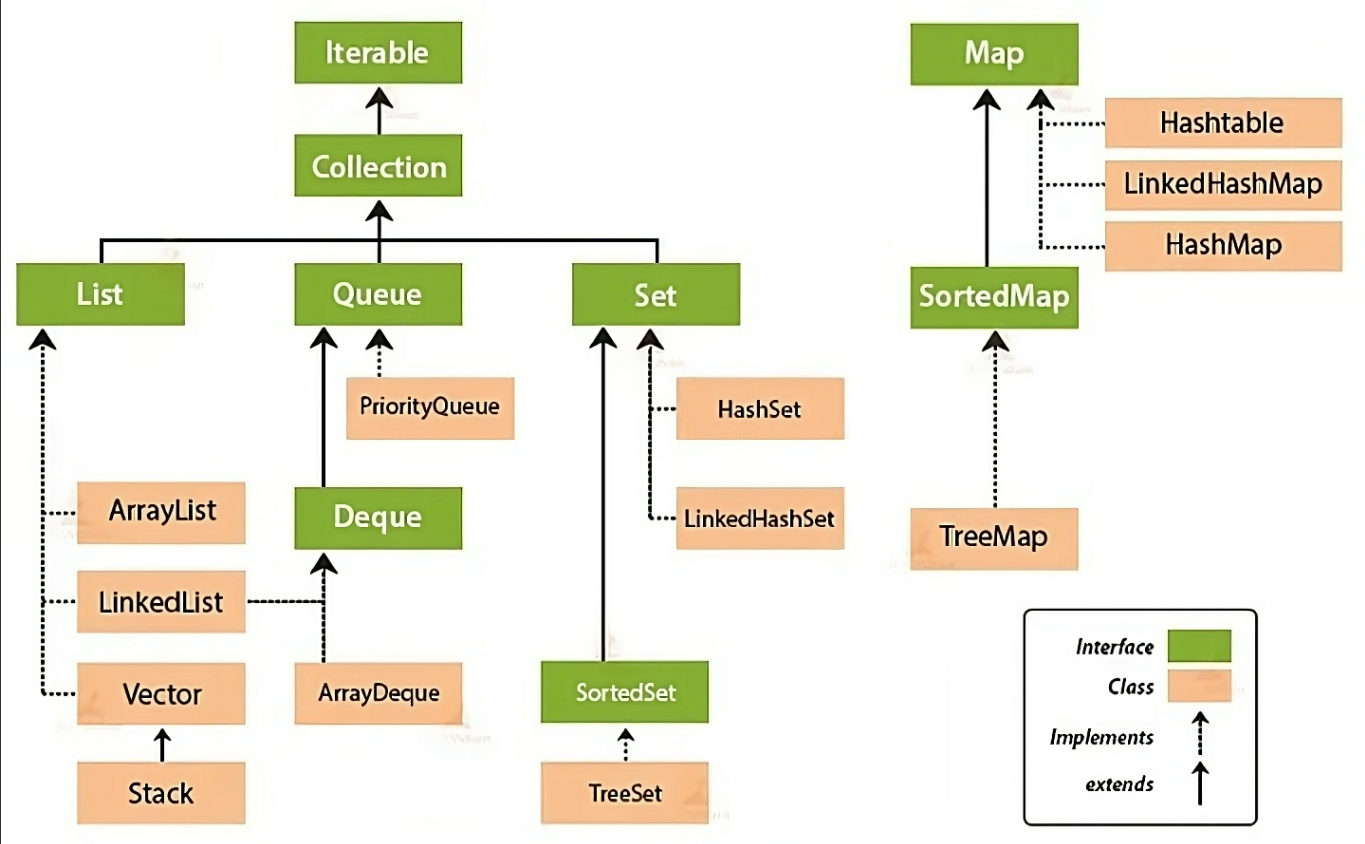 Iterable
Collection
List
Queue
Set
PriorityQueue
HashSet
ArrayList
Deque
LinkedHashSet
LinkedList
Vector
ArrayDeque
SortedSet
Stack
TreeSet
Map
Hashtable
LinkedHashMap
HashMap
SortedMap
TreeMap
Interface
Class
Implements
extends